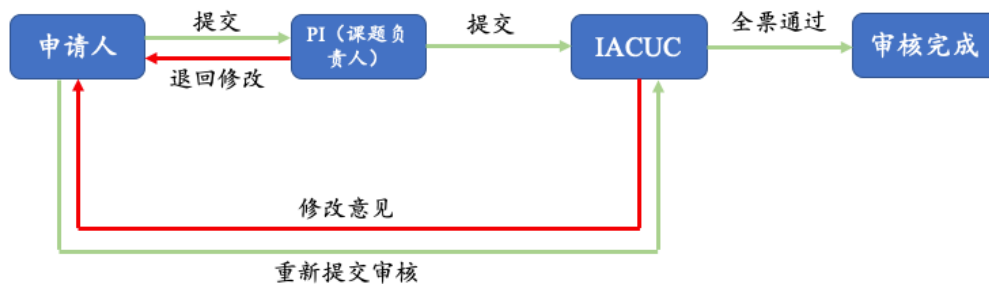 提交
提交
全票通过
申请人
PI（课题负
责人）
IACUC
审核完成
退回修改
修改意见
重新提交审核